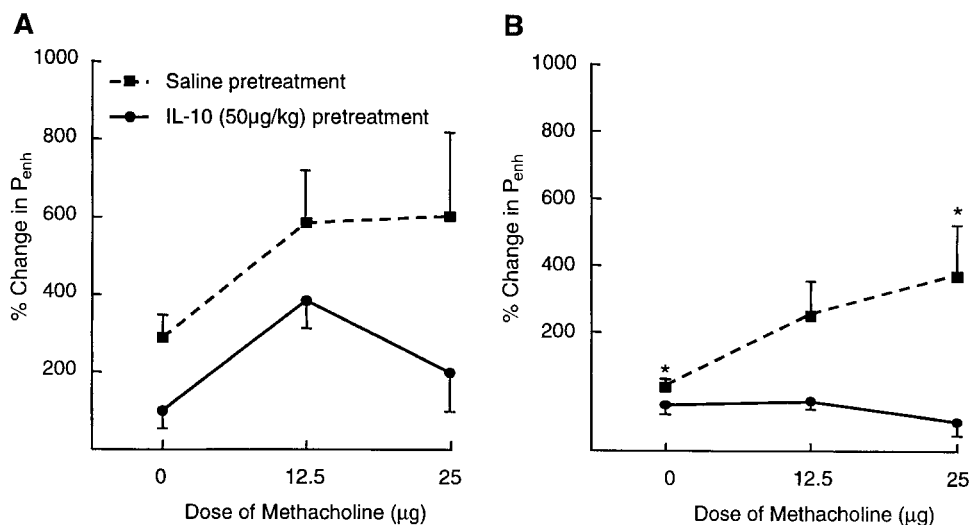 A
1000
800
600
400
200
% Change in Penh
Saline pretreatment
IL-10 (50µg/kg) pretreatment
0
12.5
25
Dose of Methacholine (µg)
B
1000
800
600
400
200
% Change in Penh
*
*
0
12.5
25
Dose of Methacholine (µg)